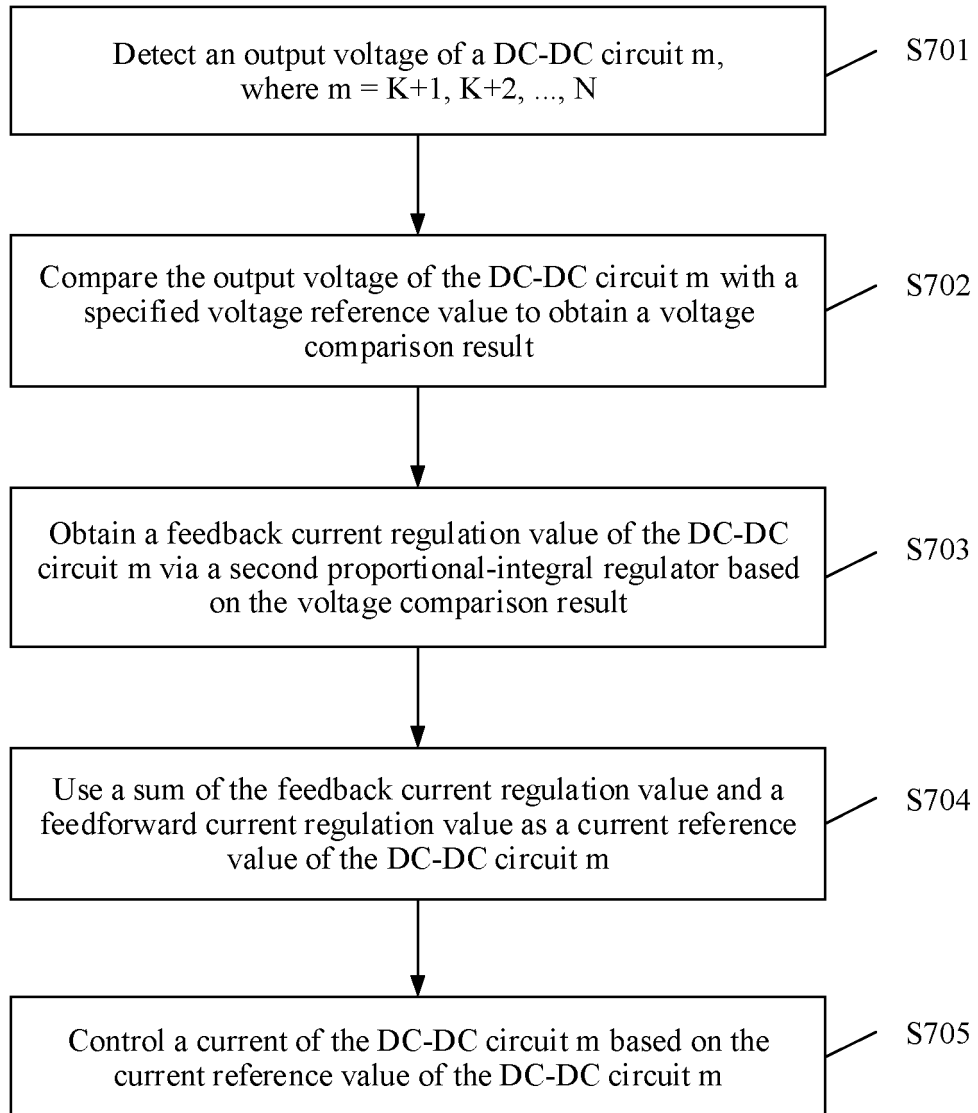 Detect an output voltage of a DC-DC circuit m,
where m = K+1, K+2, ..., N
S701
Compare the output voltage of the DC-DC circuit m with a
specified voltage reference value to obtain a voltage
comparison result
S702
Obtain a feedback current regulation value of the DC-DC
circuit m via a second proportional-integral regulator based
on the voltage comparison result
S703
Use a sum of the feedback current regulation value and a
feedforward current regulation value as a current reference
value of the DC-DC circuit m
S704
Control a current of the DC-DC circuit m based on the
current reference value of the DC-DC circuit m
S705